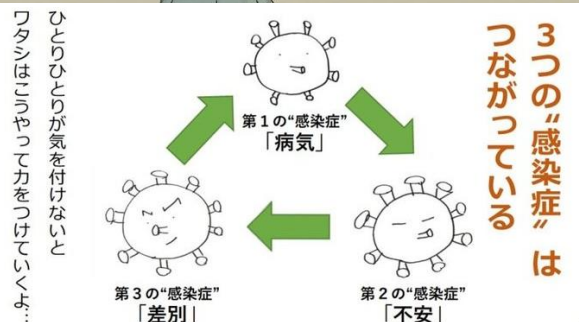 ３つの“感染症”は
つながっている
第１の“感染症”
「病気」
第２の“感染症”
「不安」
第３の“感染症”
「差別」
ひとりひとりが気を付けないと
ワタシはこうやって力をつけていくよ…